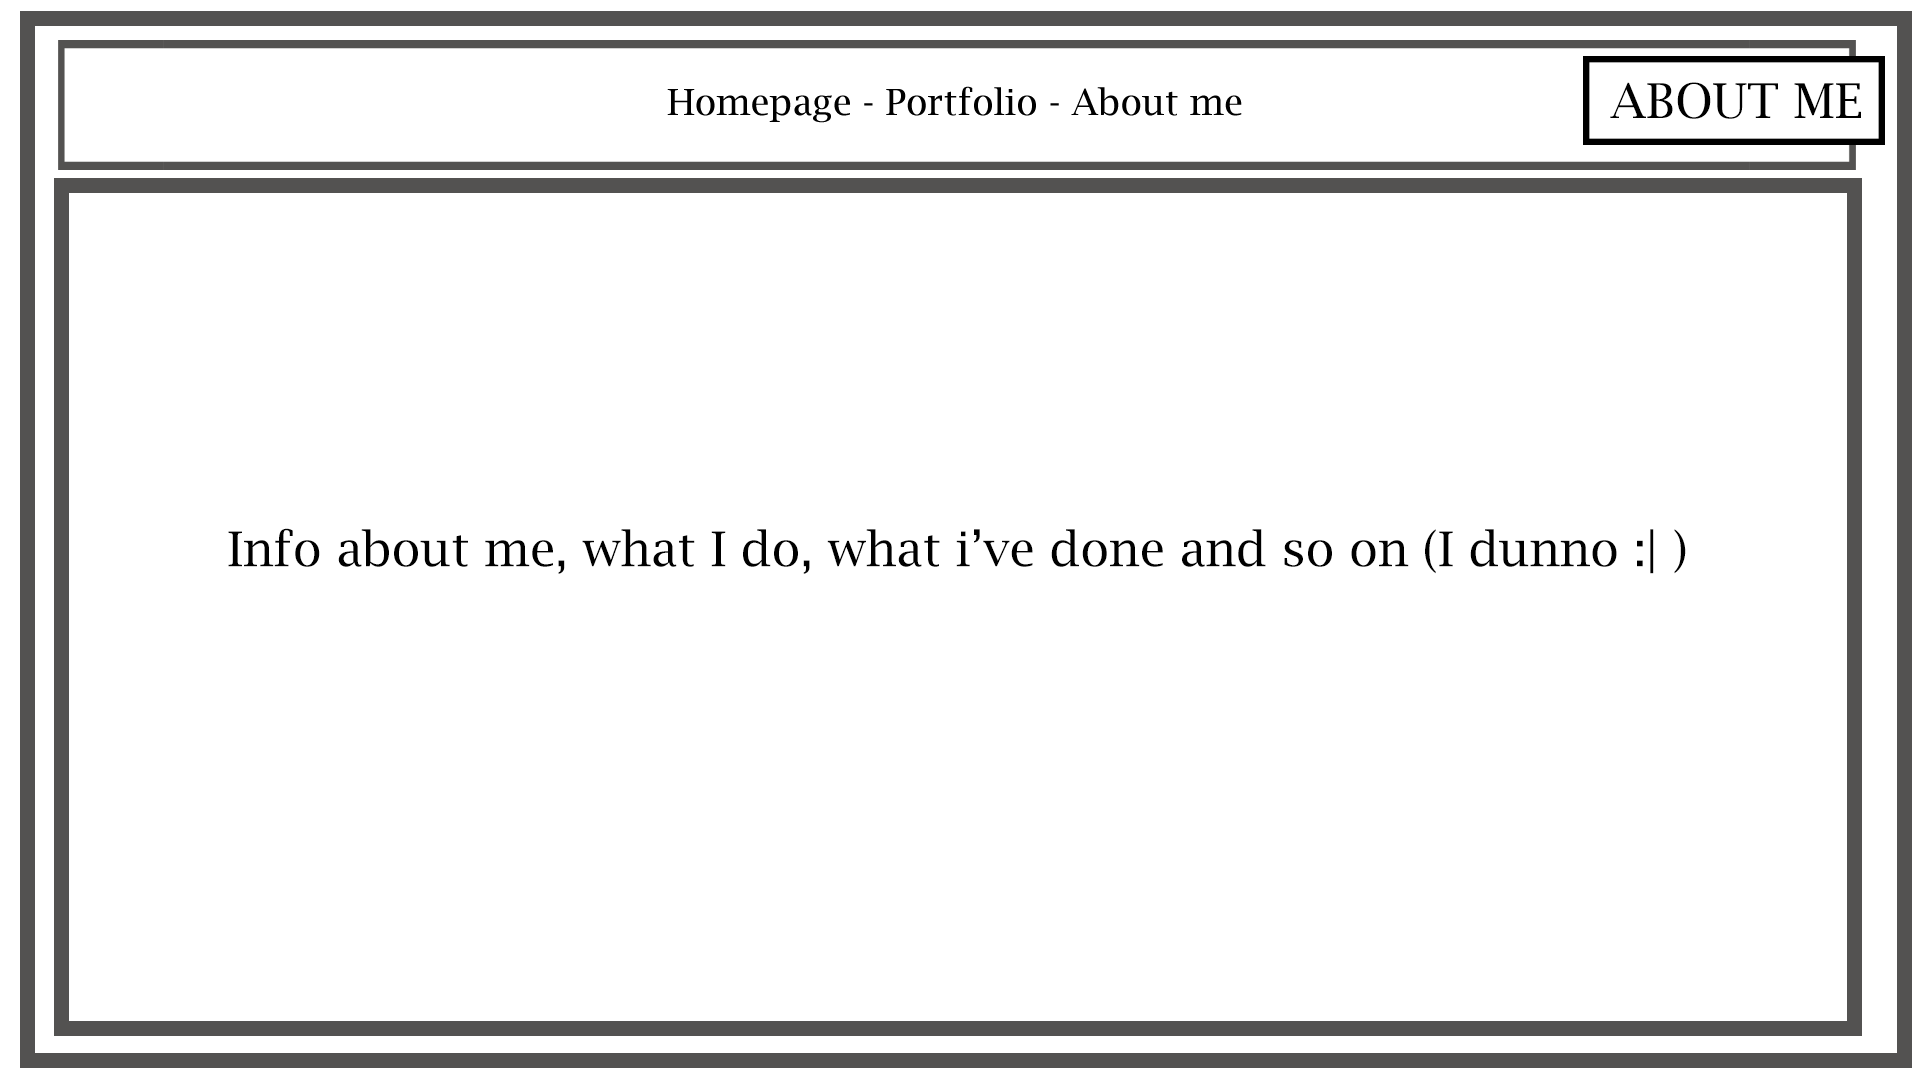 Homepage - Portfolio - About me
ABOUT ME
Info about me, what I do, what i’ve done and so on (I dunno :| )